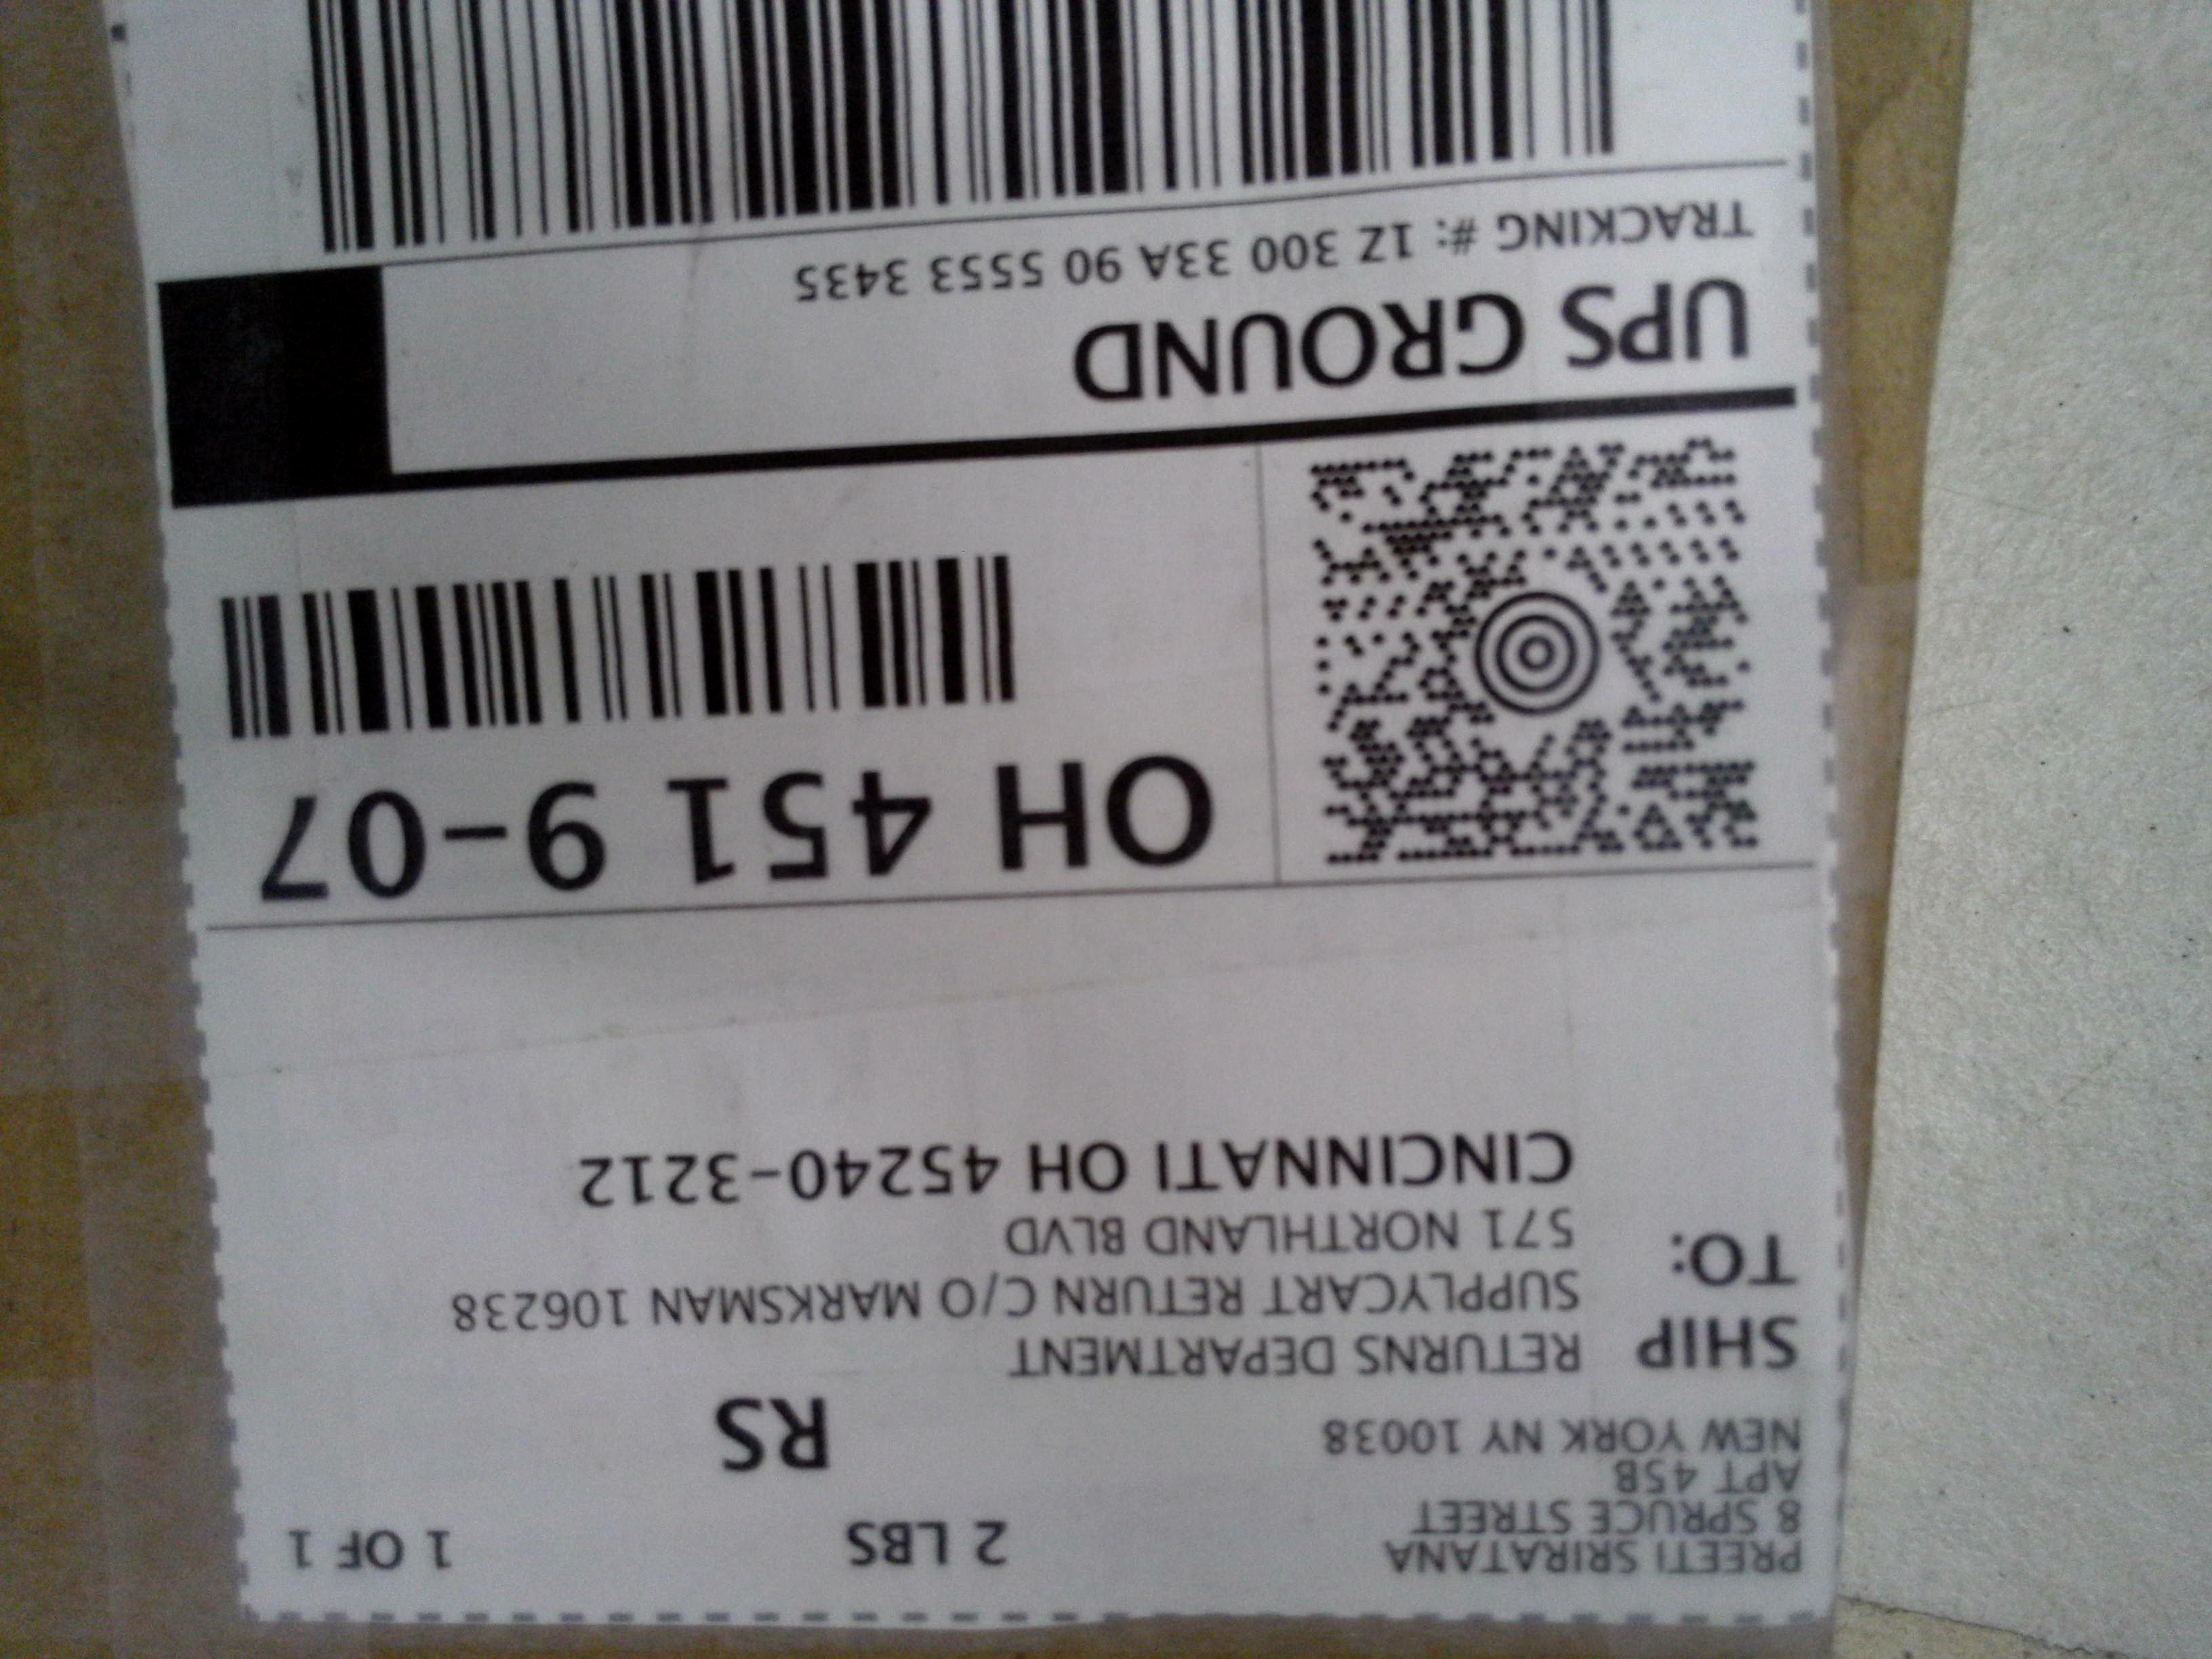 PREETI SRIRATANA
8 SPRUCE STREET
APT 45B
NEW YORK NY 10038
2 LBS
1 OF 1
RS
SHIP
TO:
RETURNS DEPARTMENT
SUPPLYCART RETURN C/O MARKSMAN 106238
571 NORTHLAND BLVD
CINCINNATI OH 45240-3212
OH 451 9-07
UPS GROUND
TRACKING #: 1Z 300 33A 90 5553 3435